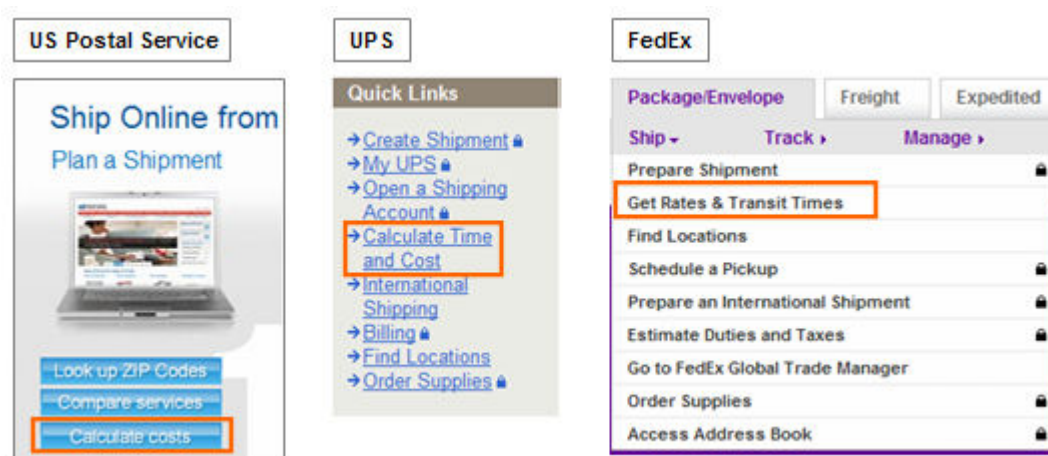 US Postal Service
Ship Online from
Plan a Shipment
Look up ZIP Codes
Compare services
Calculate costs
UPS
Quick Links
Create Shipment
My UPS
Open a Shipping
Account
Calculate Time
and Cost
International
Shipping
Billing
Find Locations
Order Supplies
FedEx
Package/Envelope Freight Expedited
Ship Track Manage
Prepare Shipment
Get Rates & Transit Times
Find Locations
Schedule a Pickup
Prepare an International Shipment
Estimate Duties and Taxes
Go to FedEx Global Trade Manager
Order Supplies
Access Address Book